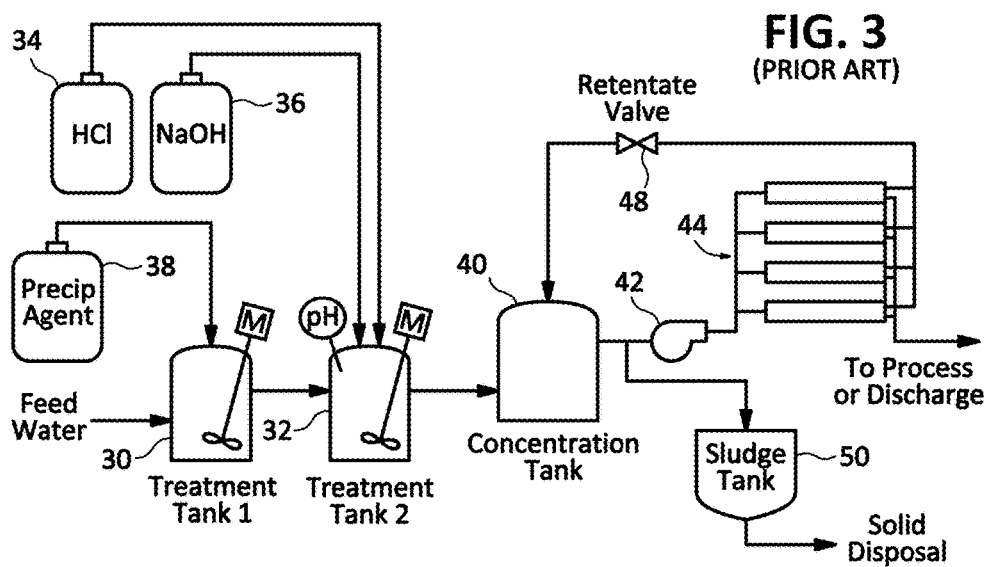 FIG. 3
(PRIOR ART)
34
HCl
NaOH
36
Retentate
Valve
48
38
Precip
Agent
M
pH
M
40
42
44
Feed
Water
30
32
To Process
or Discharge
Treatment
Tank 1
Treatment
Tank 2
Concentration
Tank
Sludge
Tank
50
Solid
Disposal